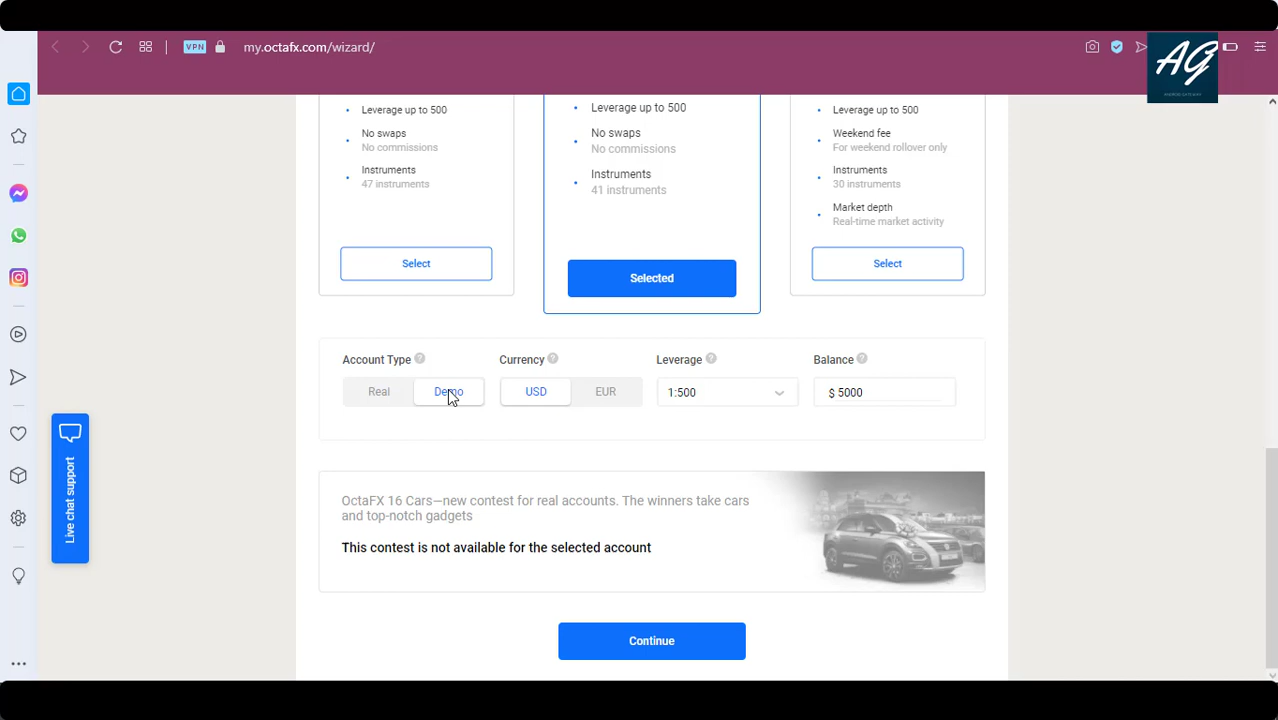 VPN
my.octafx.com/wizard/
AG
Leverage up to 500
No swaps
No commissions
Instruments
47 instruments
Select
Leverage up to 500
No swaps
No commissions
Instruments
41 instruments
Selected
Leverage up to 500
Weekend fee
For weekend rollover only
Instruments
30 instruments
Market depth
Real-time market activity
Select
Account Type ?
Real
Demo
Currency ?
USD
EUR
Leverage ?
1:500
Balance ?
$ 5000
OctaFX 16 Cars—new contest for real accounts. The winners take cars
and top-notch gadgets
This contest is not available for the selected account
Continue
Live chat support